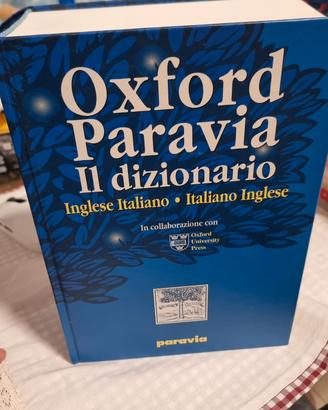 Oxford
Paravia
Il dizionario
Inglese Italiano • Italiano Inglese
In collaborazione con
Oxford
University
Press
paravia